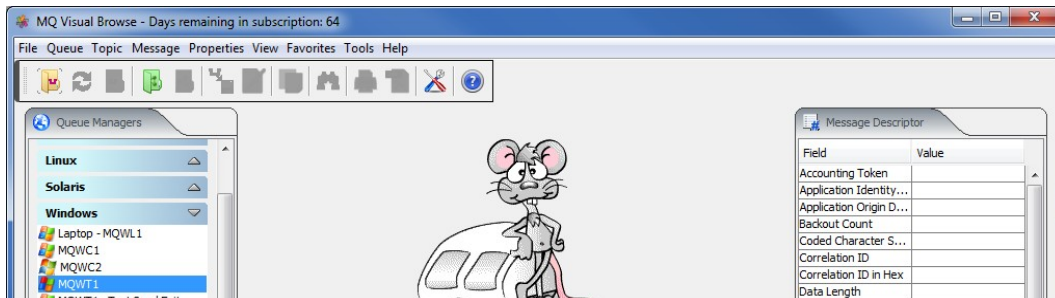 MQ Visual Browse - Days remaining in subscription: 64
File Queue Topic Message Properties View Favorites Tools Help
Queue Managers
Linux
Solaris
Windows
Laptop - MQWL1
MQWC1
MQWC2
MQWT1
Message Descriptor
Field Value
Accounting Token
Application Identity...
Application Origin D...
Backout Count
Coded Character S...
Correlation ID
Correlation ID in Hex
Data Length